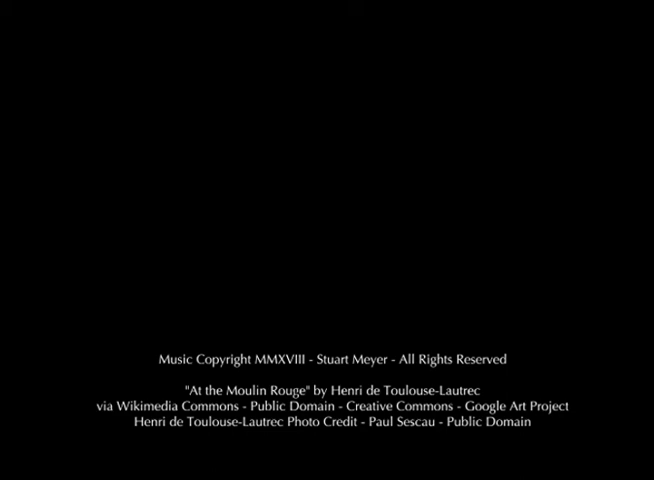 Music Copyright MMXVIII - Stuart Meyer - All Rights Reserved
"At the Moulin Rouge" by Henri de Toulouse-Lautrec
via Wikimedia Commons - Public Domain - Creative Commons - Google Art Project
Henri de Toulouse-Lautrec Photo Credit - Paul Sescau - Public Domain